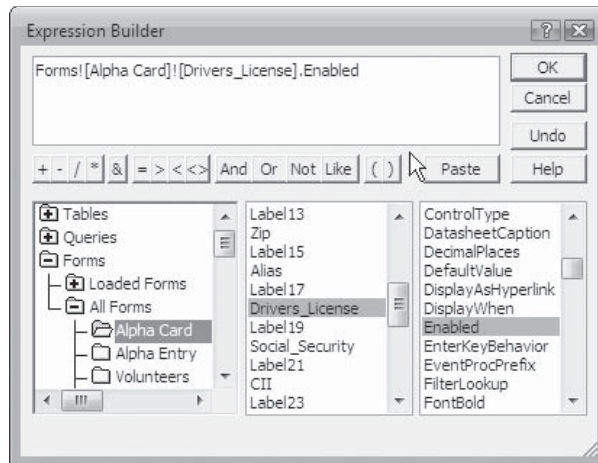 Expression Builder
Forms![Alpha Card]![Drivers_License].Enabled
OK
Cancel
Undo
+ - / * & = > < <> And Or Not Like ( ) Paste Help
Tables
Queries
Forms
Loaded Forms
All Forms
Alpha Card
Alpha Entry
Volunteers
Label13
Zip
Label15
Alias
Label17
Drivers_License
Label19
Social_Security
Label21
CII
Label23
ControlType
DatasheetCaption
DecimalPlaces
DefaultValue
DisplayAsHyperlink
DisplayWhen
Enabled
EnterKeyBehavior
EventProcPrefix
FilterLookup
FontBold